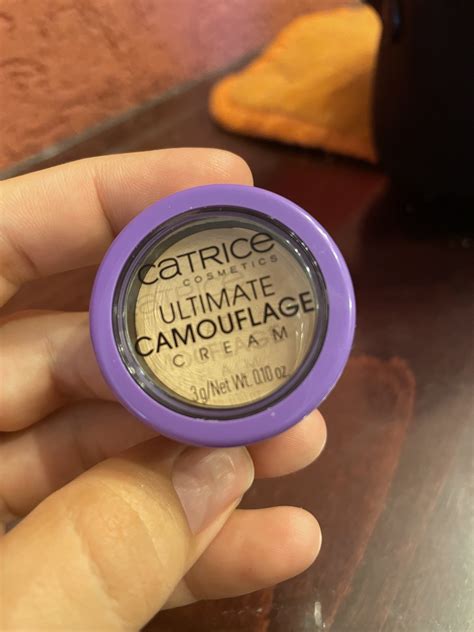 CATRICE
COSMETICS
ULTIMATE
CAMOUFLAGE
CREAM
3g/Net Wt. 0.10 oz